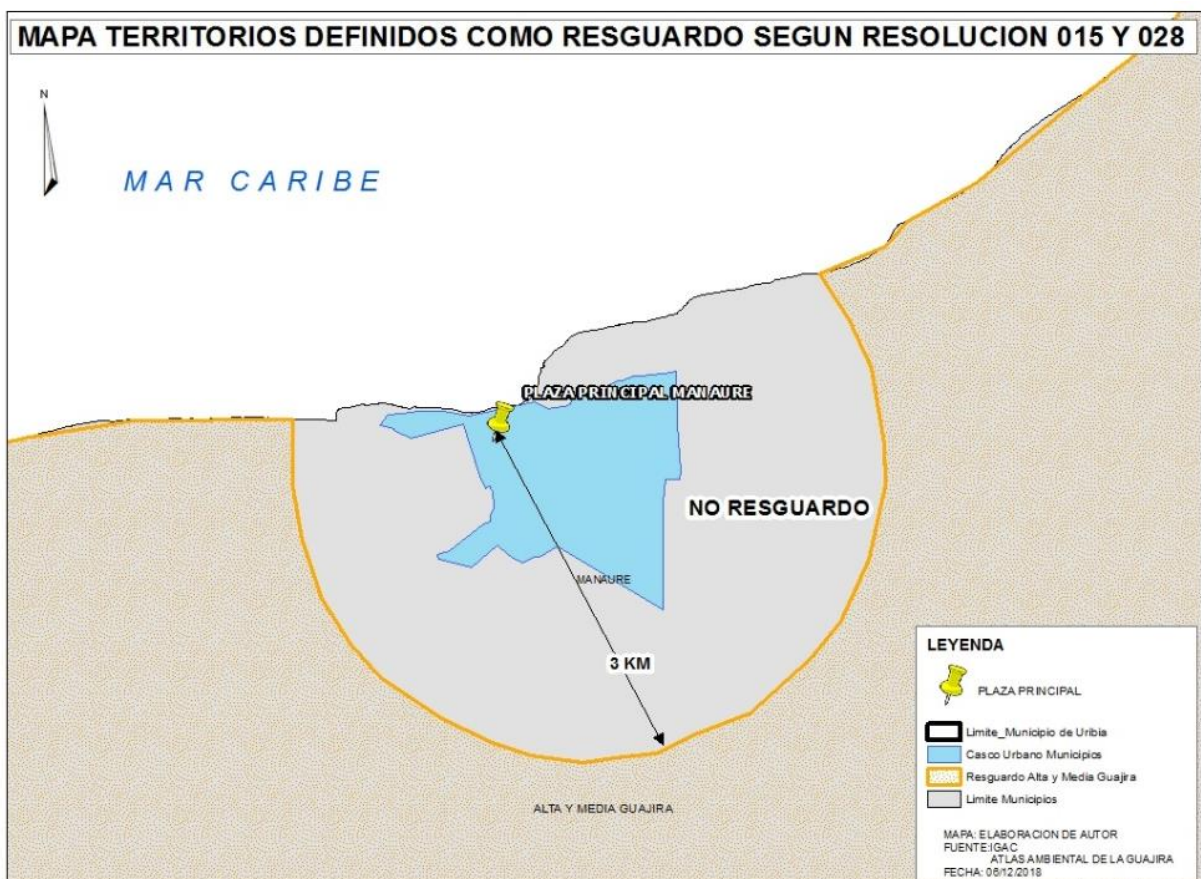 MAPA TERRITORIOS DEFINIDOS COMO RESGUARDO SEGUN RESOLUCION 015 Y 028
N
MAR CARIBE
PLAZA PRINCIPAL MANAURE
NO RESGUARDO
MANAURE
3 KM
ALTA Y MEDIA GUAJIRA
LEYENDA
PLAZA PRINCIPAL
Limite_Municipio de Uribia
Casco Urbano Municipios
Resguardo Alta y Media Guajira
Limite Municipios
MAPA: ELABORACION DE AUTOR
FUENTE:IGAC
ATLAS AMBIENTAL DE LA GUAJIRA
FECHA: 06/12/2018